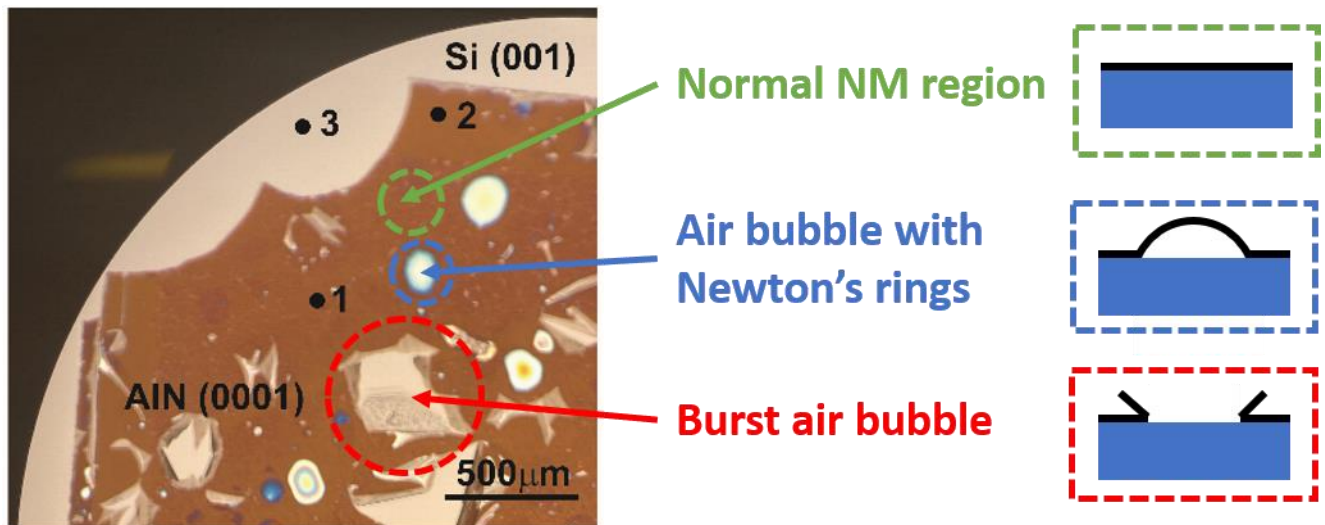 Si (001)
3
2
Normal NM region
Air bubble with
Newton's rings
1
AlN (0001)
Burst air bubble
500μm